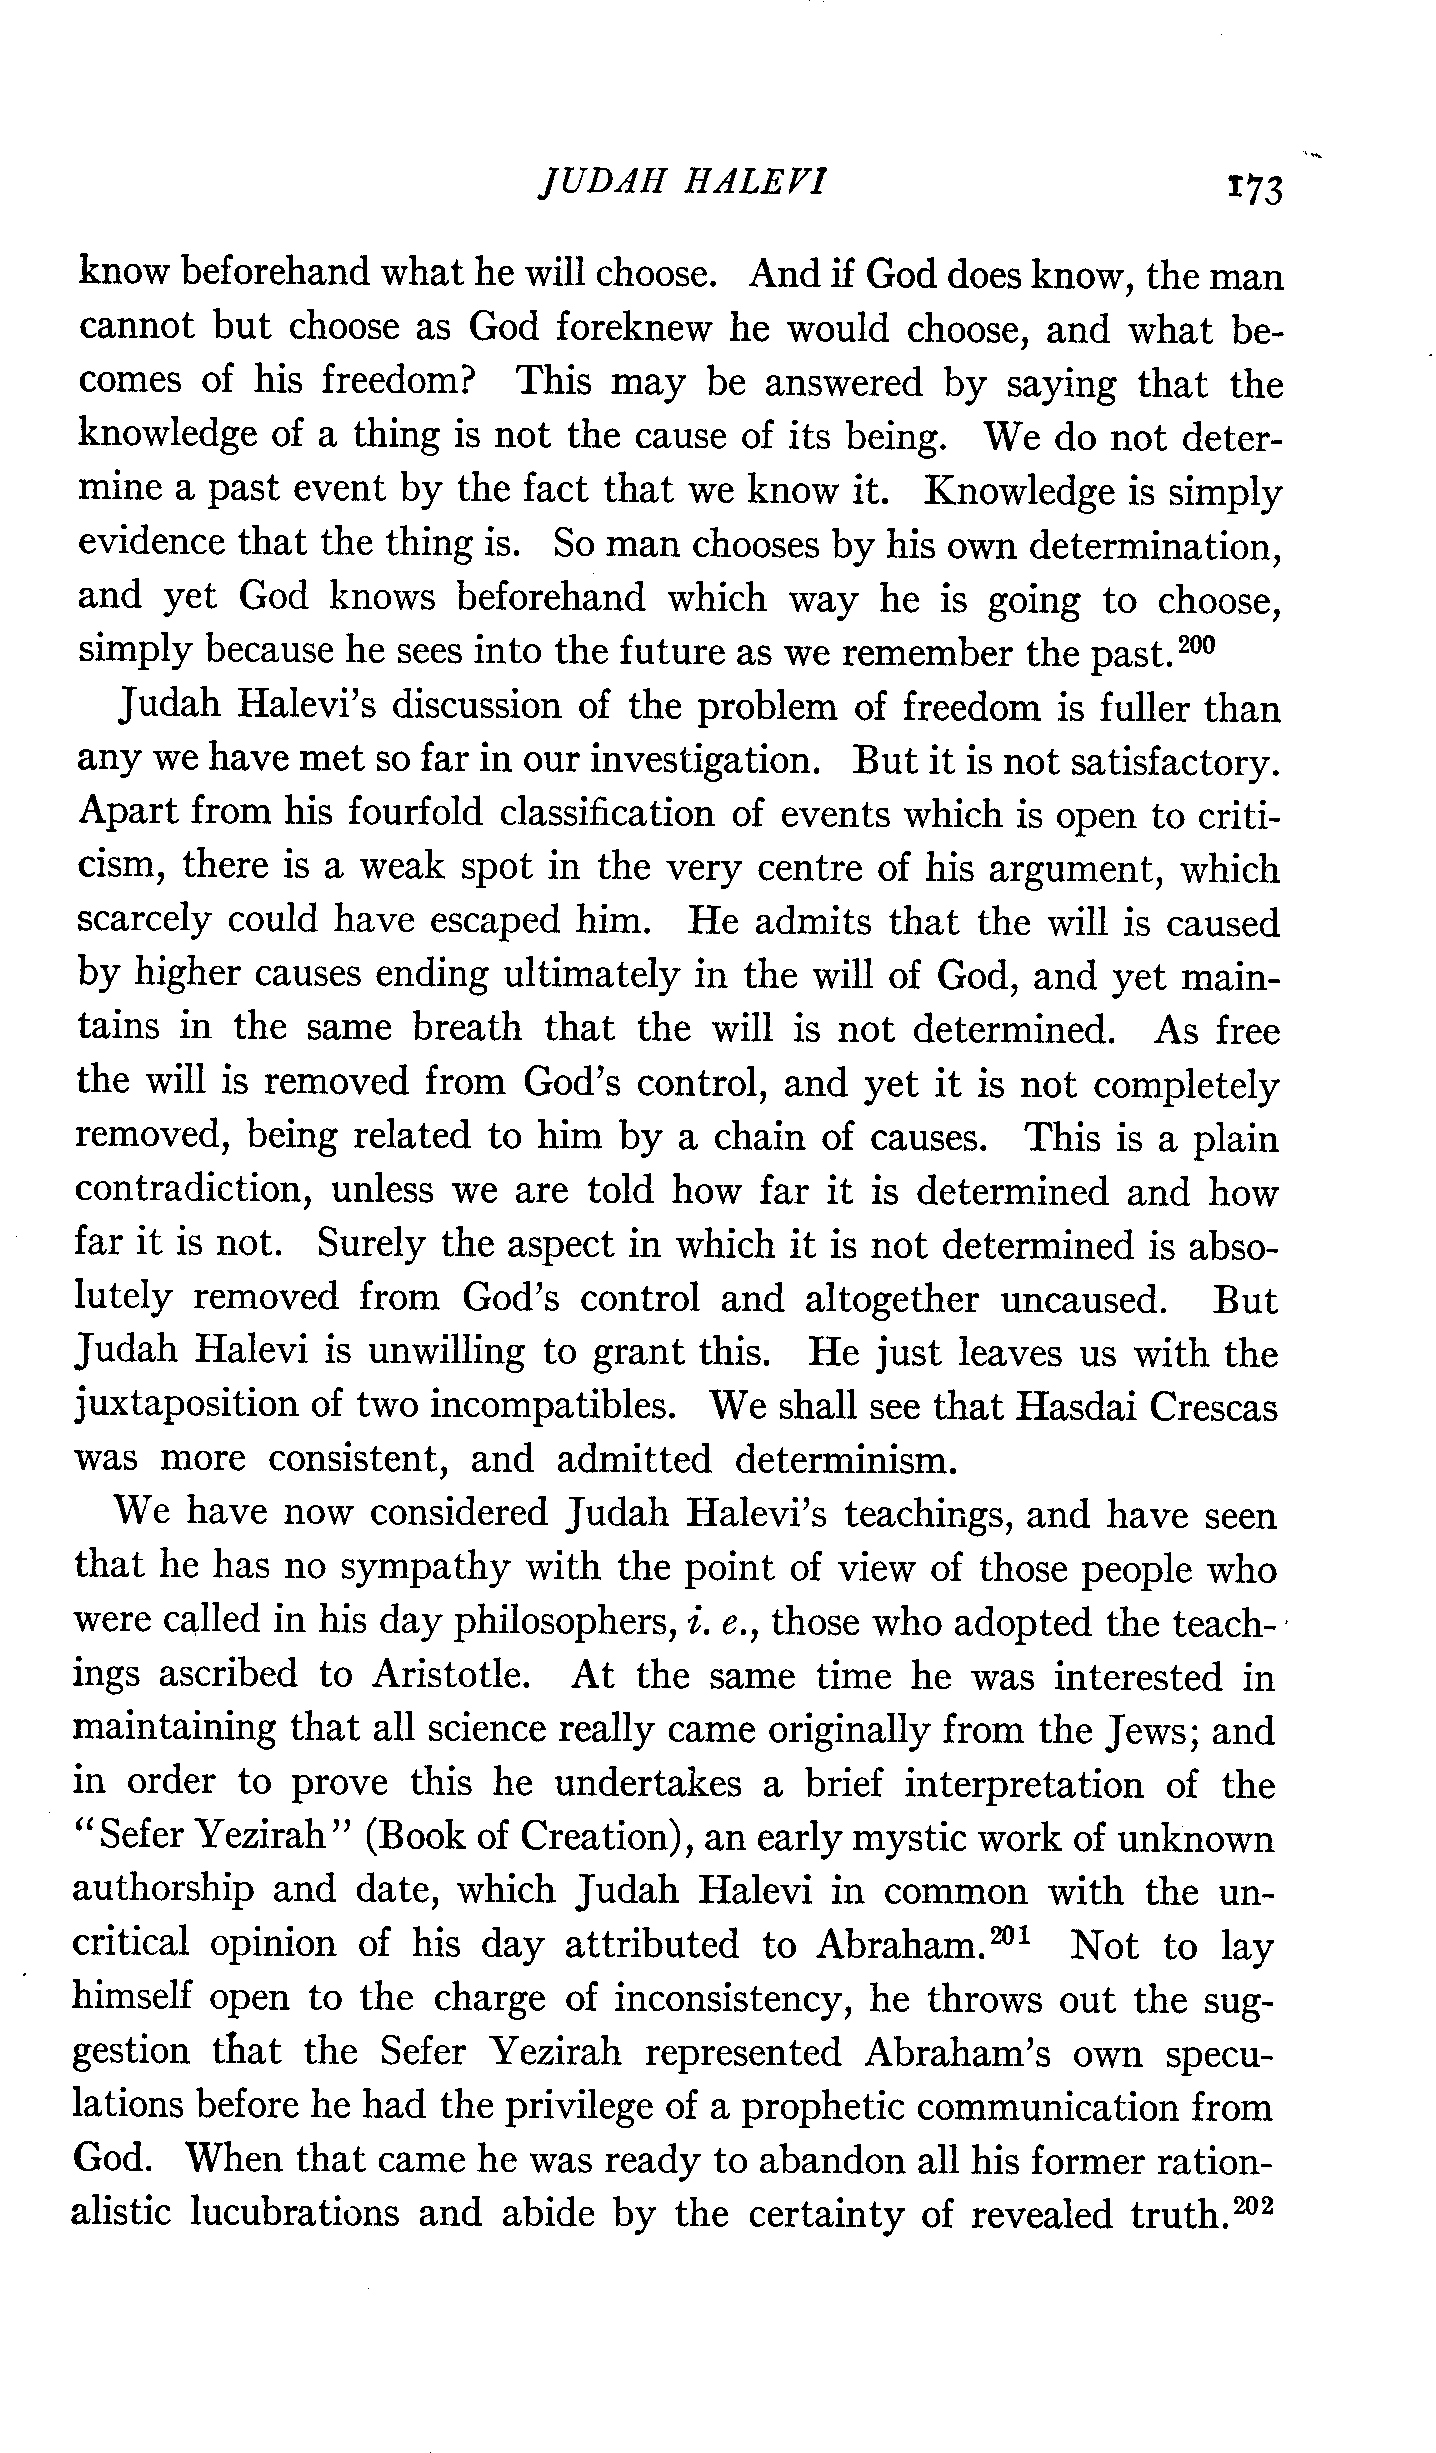 JUDAH HALEVI 173
know beforehand what he will choose. And if God does know, the man
cannot but choose as God foreknew he would choose, and what be-
comes of his freedom? This may be answered by saying that the
knowledge of a thing is not the cause of its being. We do not deter-
mine a past event by the fact that we know it. Knowledge is simply
evidence that the thing is. So man chooses by his own determination,
and yet God knows beforehand which way he is going to choose,
simply because he sees into the future as we remember the past.200
Judah Halevi's discussion of the problem of freedom is fuller than
any we have met so far in our investigation. But it is not satisfactory.
Apart from his fourfold classification of events which is open to criti-
cism, there is a weak spot in the very centre of his argument, which
scarcely could have escaped him. He admits that the will is caused
by higher causes ending ultimately in the will of God, and yet main-
tains in the same breath that the will is not determined. As free
the will is removed from God's control, and yet it is not completely
removed, being related to him by a chain of causes. This is a plain
contradiction, unless we are told how far it is determined and how
far it is not. Surely the aspect in which it is not determined is abso-
lutely removed from God's control and altogether uncaused. But
Judah Halevi is unwilling to grant this. He just leaves us with the
juxtaposition of two incompatibles. We shall see that Hasdai Crescas
was more consistent, and admitted determinism.
We have now considered Judah Halevi's teachings, and have seen
that he has no sympathy with the point of view of those people who
were called in his day philosophers, i. e., those who adopted the teach-
ings ascribed to Aristotle. At the same time he was interested in
maintaining that all science really came originally from the Jews; and
in order to prove this he undertakes a brief interpretation of the
"Sefer Yezirah" (Book of Creation), an early mystic work of unknown
authorship and date, which Judah Halevi in common with the un-
critical opinion of his day attributed to Abraham.201 Not to lay
himself open to the charge of inconsistency, he throws out the sug-
gestion that the Sefer Yezirah represented Abraham's own specu-
lations before he had the privilege of a prophetic communication from
God. When that came he was ready to abandon all his former ration-
alistic lucubrations and abide by the certainty of revealed truth.202